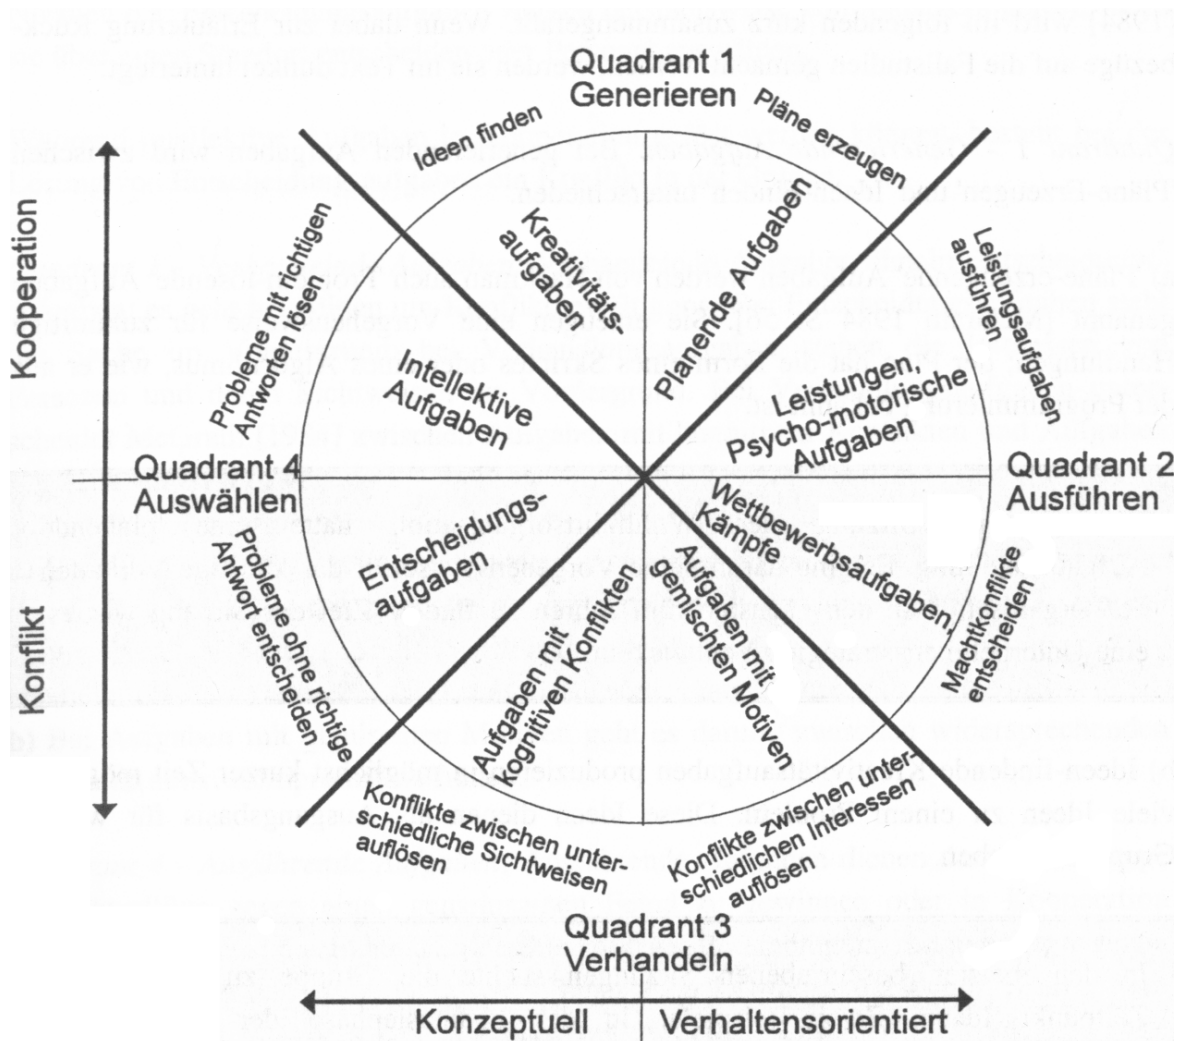 Quadrant 1
Generieren
Ideen finden
Pläne erzeugen
Kooperation
Konflikt
Probleme mit richtigen
Antworten lösen
Kreativitäts-
aufgaben
Planende Aufgaben
Leistungsaufgaben
ausführen
Intellektive
Aufgaben
Leistungen,
Psycho-motorische
Aufgaben
Quadrant 4
Auswählen
Quadrant 2
Ausführen
Entscheidungs-
aufgaben
Wettbewerbsaufgaben,
Kämpfe
Probleme ohne richtige
Antwort entscheiden
Aufgaben mit
kognitiven Konflikten
Aufgaben mit
gemischten Motiven
Machtkonflikte
entscheiden
Konflikte zwischen unter-
schiedliche Sichtweisen
auflösen
Konflikte zwischen unter-
schiedlichen Interessen
auflösen
Quadrant 3
Verhandeln
Konzeptuell
Verhaltensorientiert